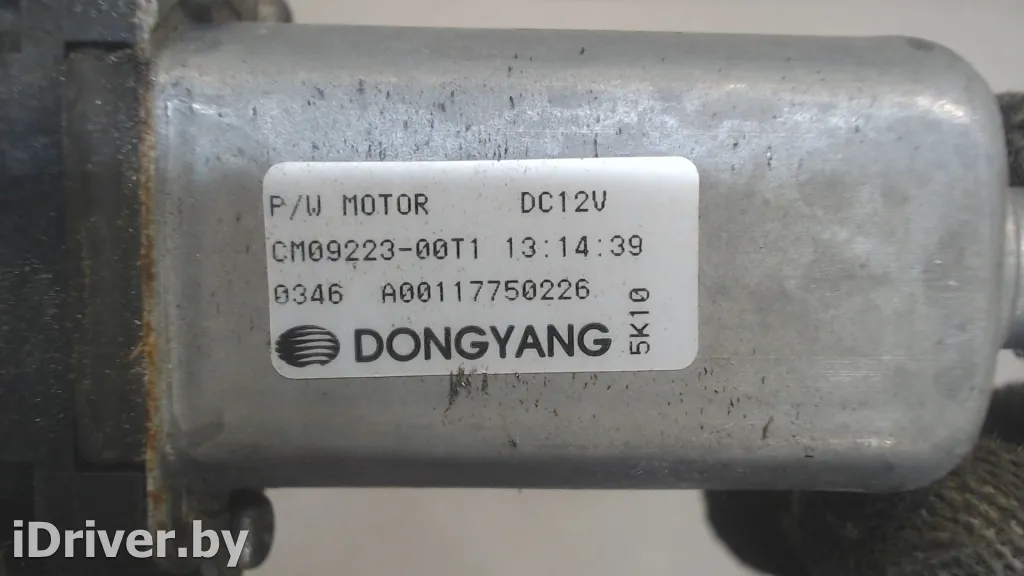 P/W MOTOR DC12V
CM09223-00T1 13:14:39
0346 A00117750226
DONGYANG
5K10
iDriver.by